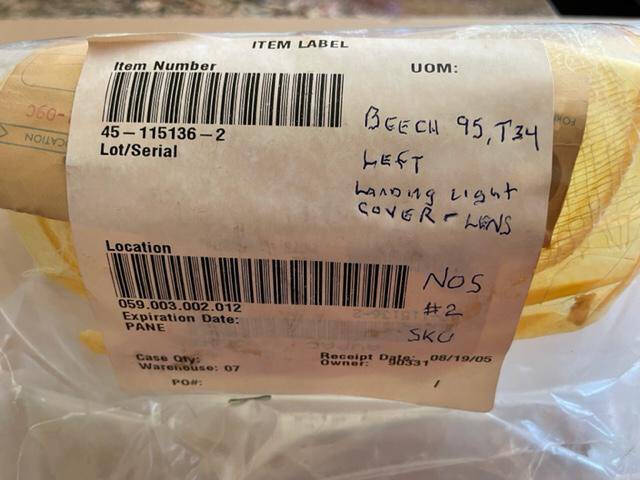 ITEM LABEL
Item Number
UOM:
45-115136-2
Lot/Serial
BEECH 95, T34
LEFT
LANDING LIGHT
COVER - LENS
Location
059.003.002.012
Expiration Date:
PANE
NOS
#2
SKU
Case Qty:
Receipt Date: 08/19/05
Warehouse: 07
Owner: 90331
PO#:
1